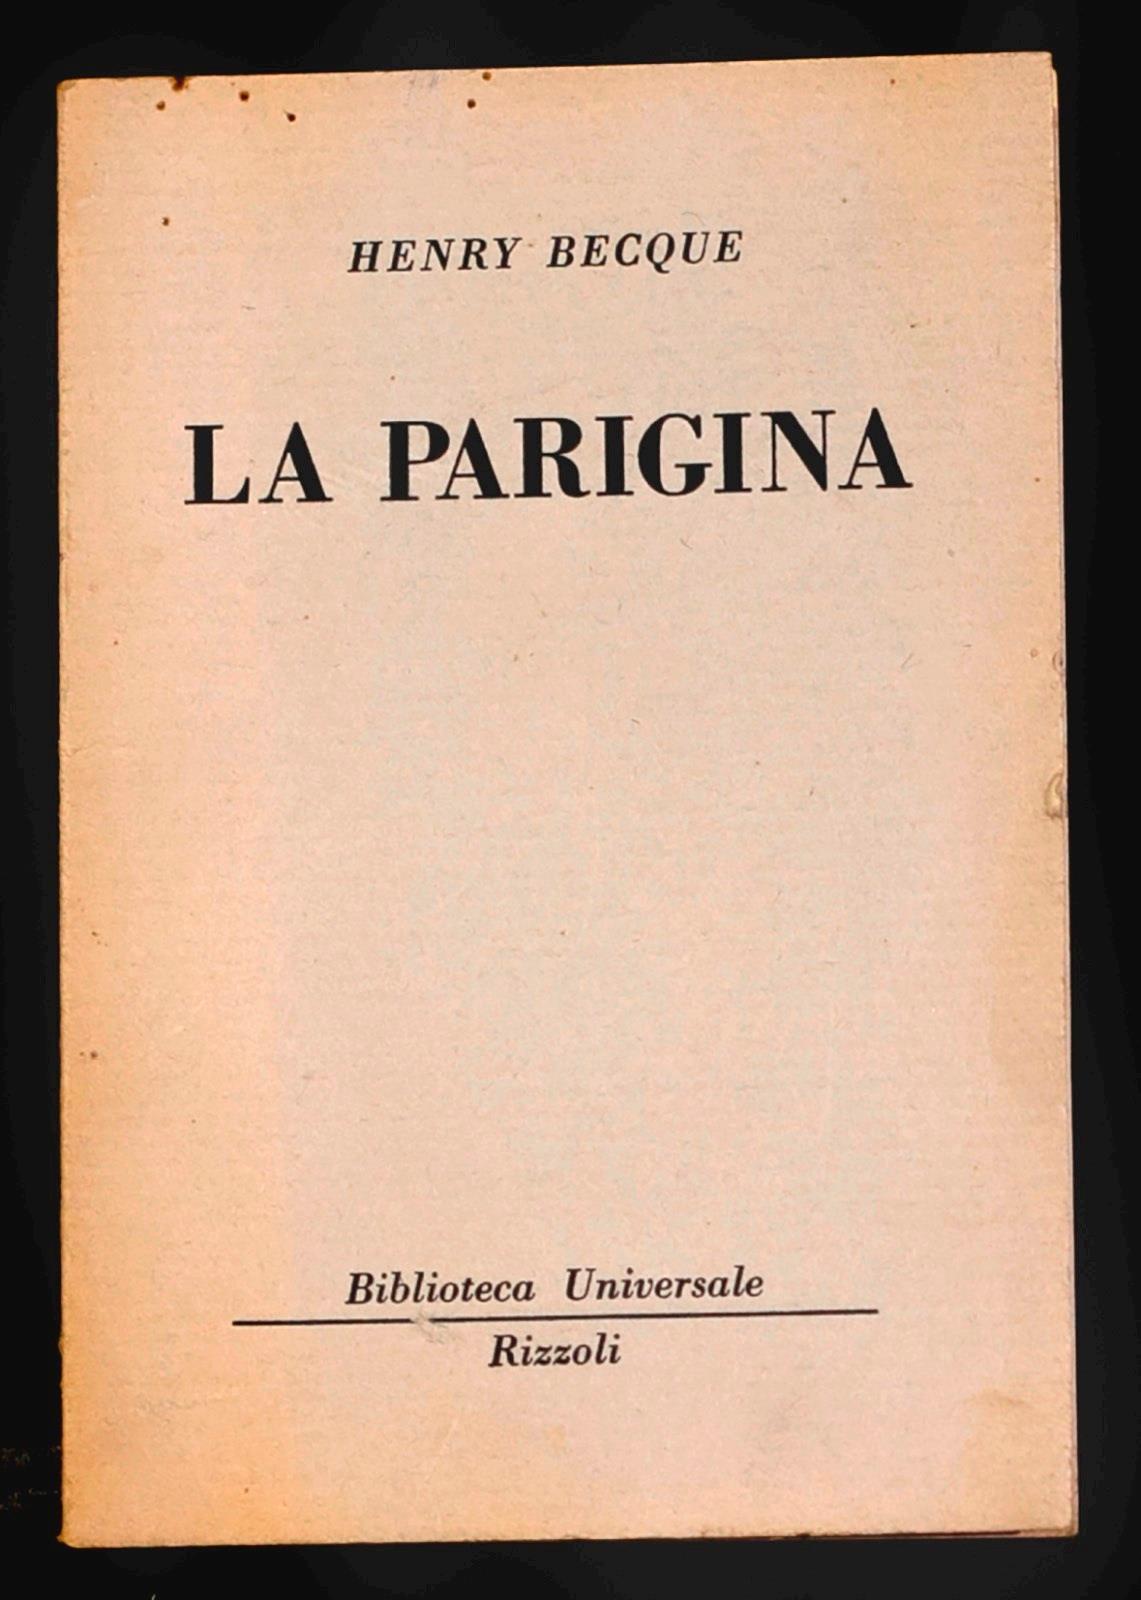 HENRY BECQUE
LA PARIGINA
Biblioteca Universale
Rizzoli